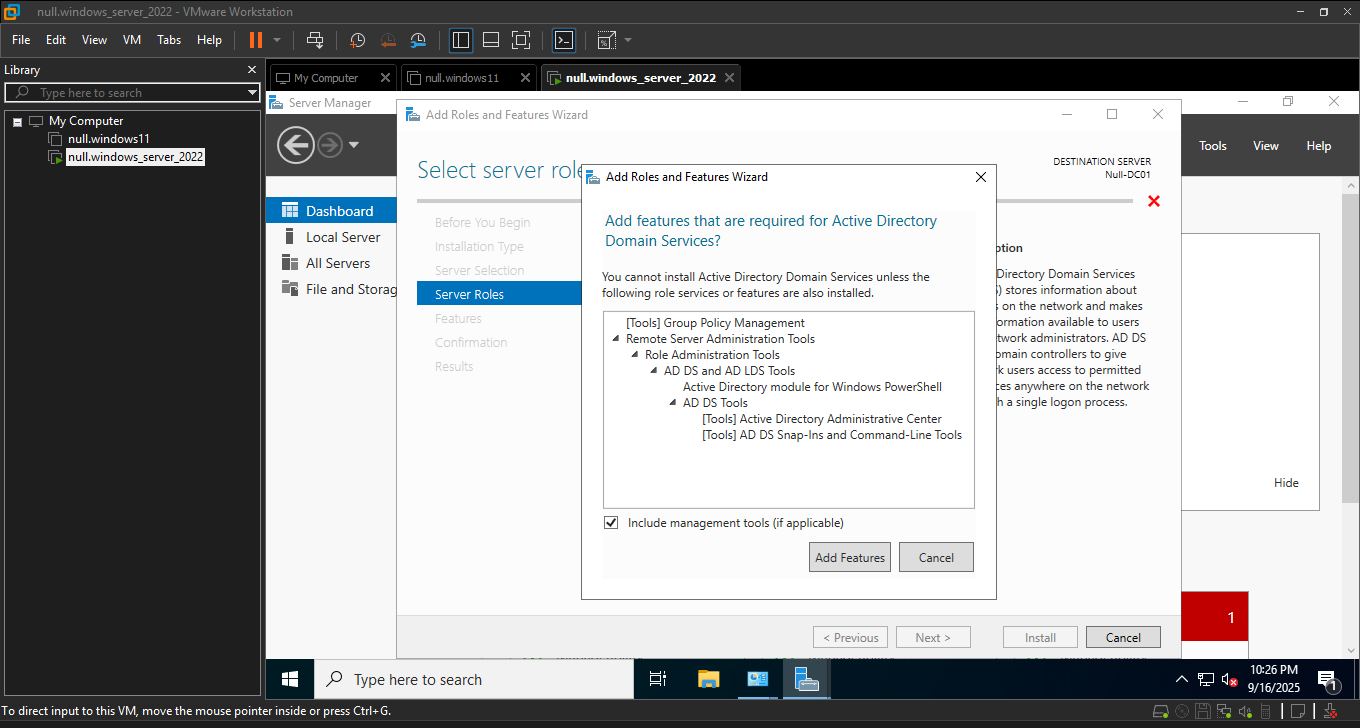 null.windows_server_2022 - VMware Workstation
File Edit View VM Tabs Help
Library
Type here to search
My Computer
null.windows11
null.windows_server_2022
My Computer null.windows11 null.windows_server_2022
Server Manager
Tools View Help
Dashboard
Local Server
All Servers
File and Storag
Add Roles and Features Wizard
Select server role
DESTINATION SERVER
Null-DC01
Before You Begin
Installation Type
Server Selection
Server Roles
Features
Confirmation
Results
Add Roles and Features Wizard
Add features that are required for Active Directory
Domain Services?
You cannot install Active Directory Domain Services unless the
following role services or features are also installed.
[Tools] Group Policy Management
Remote Server Administration Tools
Role Administration Tools
AD DS and AD LDS Tools
Active Directory module for Windows PowerShell
AD DS Tools
[Tools] Active Directory Administrative Center
[Tools] AD DS Snap-Ins and Command-Line Tools
Include management tools (if applicable)
Add Features Cancel
ption
Directory Domain Services
) stores information about
s on the network and makes
ormation available to users
twork administrators. AD DS
omain controllers to give
rk users access to permitted
ces anywhere on the network
h a single logon process.
Hide
1
< Previous Next > Install Cancel
Type here to search
10:26 PM
9/16/2025
1
To direct input to this VM, move the mouse pointer inside or press Ctrl+G.